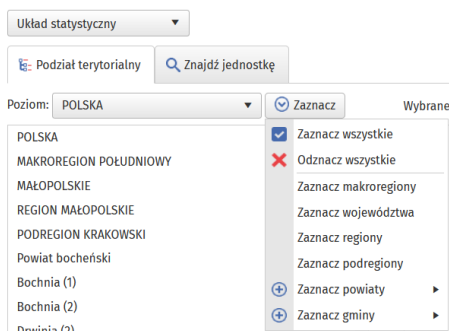 Układ statystyczny
Podział terytorialny
Znajdź jednostkę
Poziom: POLSKA
Zaznacz
Wybrane
POLSKA
MAKROREGION POŁUDNIOWY
MAŁOPOLSKIE
REGION MAŁOPOLSKIE
PODREGION KRAKOWSKI
Powiat bocheński
Bochnia (1)
Bochnia (2)
Drwinia (2)
Zaznacz wszystkie
Odznacz wszystkie
Zaznacz makroregiony
Zaznacz województwa
Zaznacz regiony
Zaznacz podregiony
Zaznacz powiaty
Zaznacz gminy